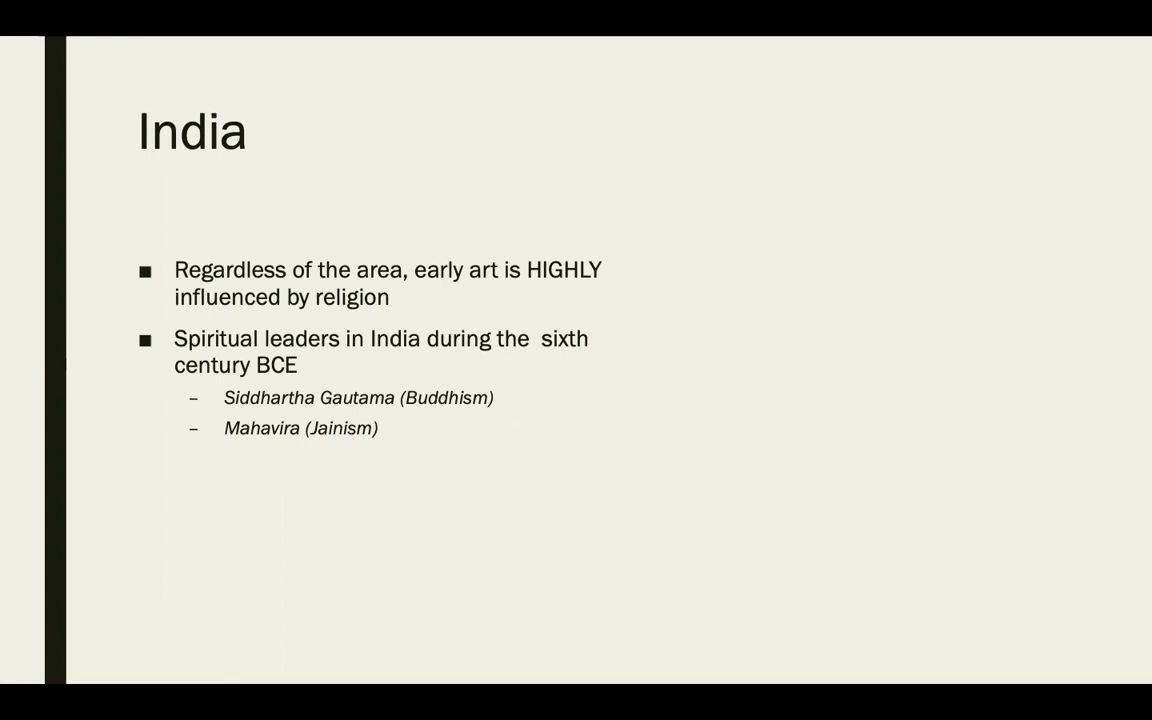 India
■ Regardless of the area, early art is HIGHLY
influenced by religion
■ Spiritual leaders in India during the  sixth
century BCE
– Siddhartha Gautama (Buddhism)
– Mahavira (Jainism)